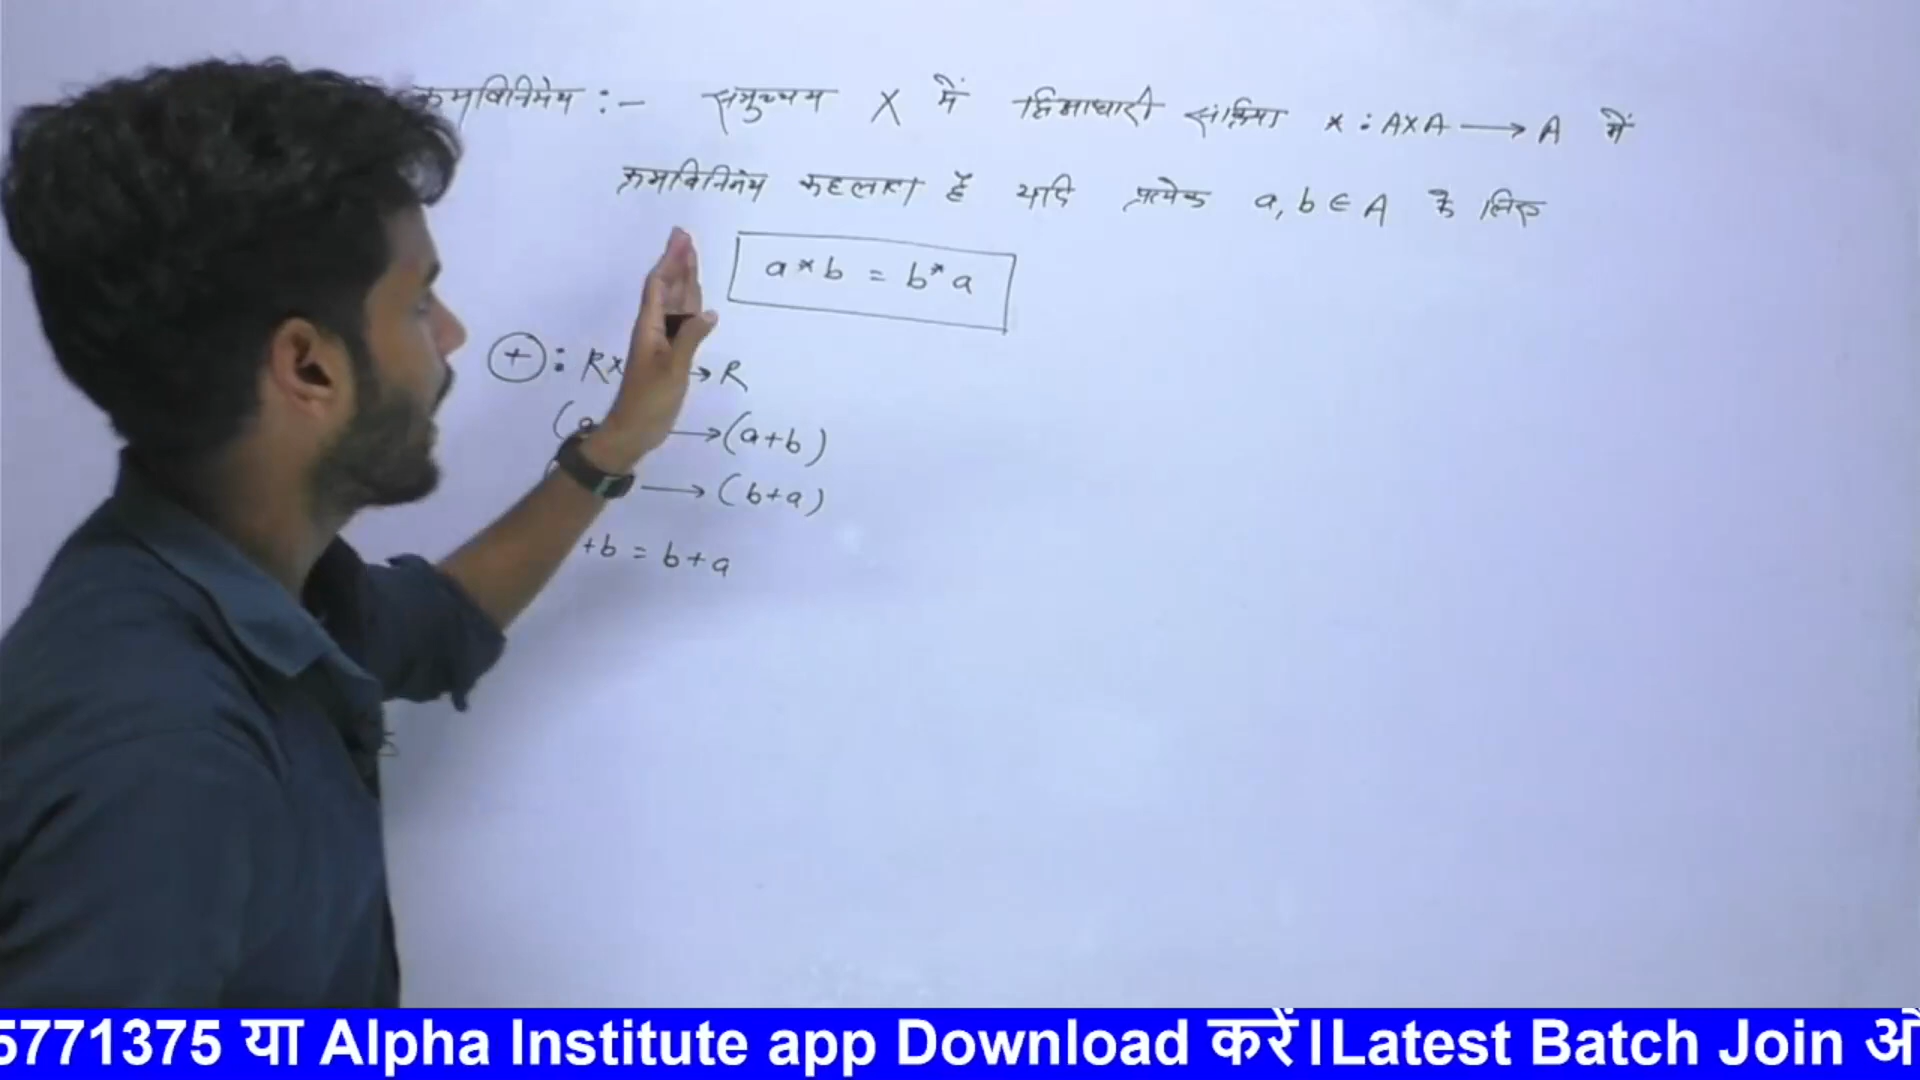 क्रमविनिमेय :- समुच्चय X में द्विआधारी संक्रिया * : A×A ⟶ A में
क्रमविनिमेय कहलाता है यदि प्रत्येक a, b ∈ A के लिए
a * b = b * a
+ : R× → R
(a → (a+b)
→ (b+a)
+b = b+a
5771375 या Alpha Institute app Download करें।Latest Batch Join